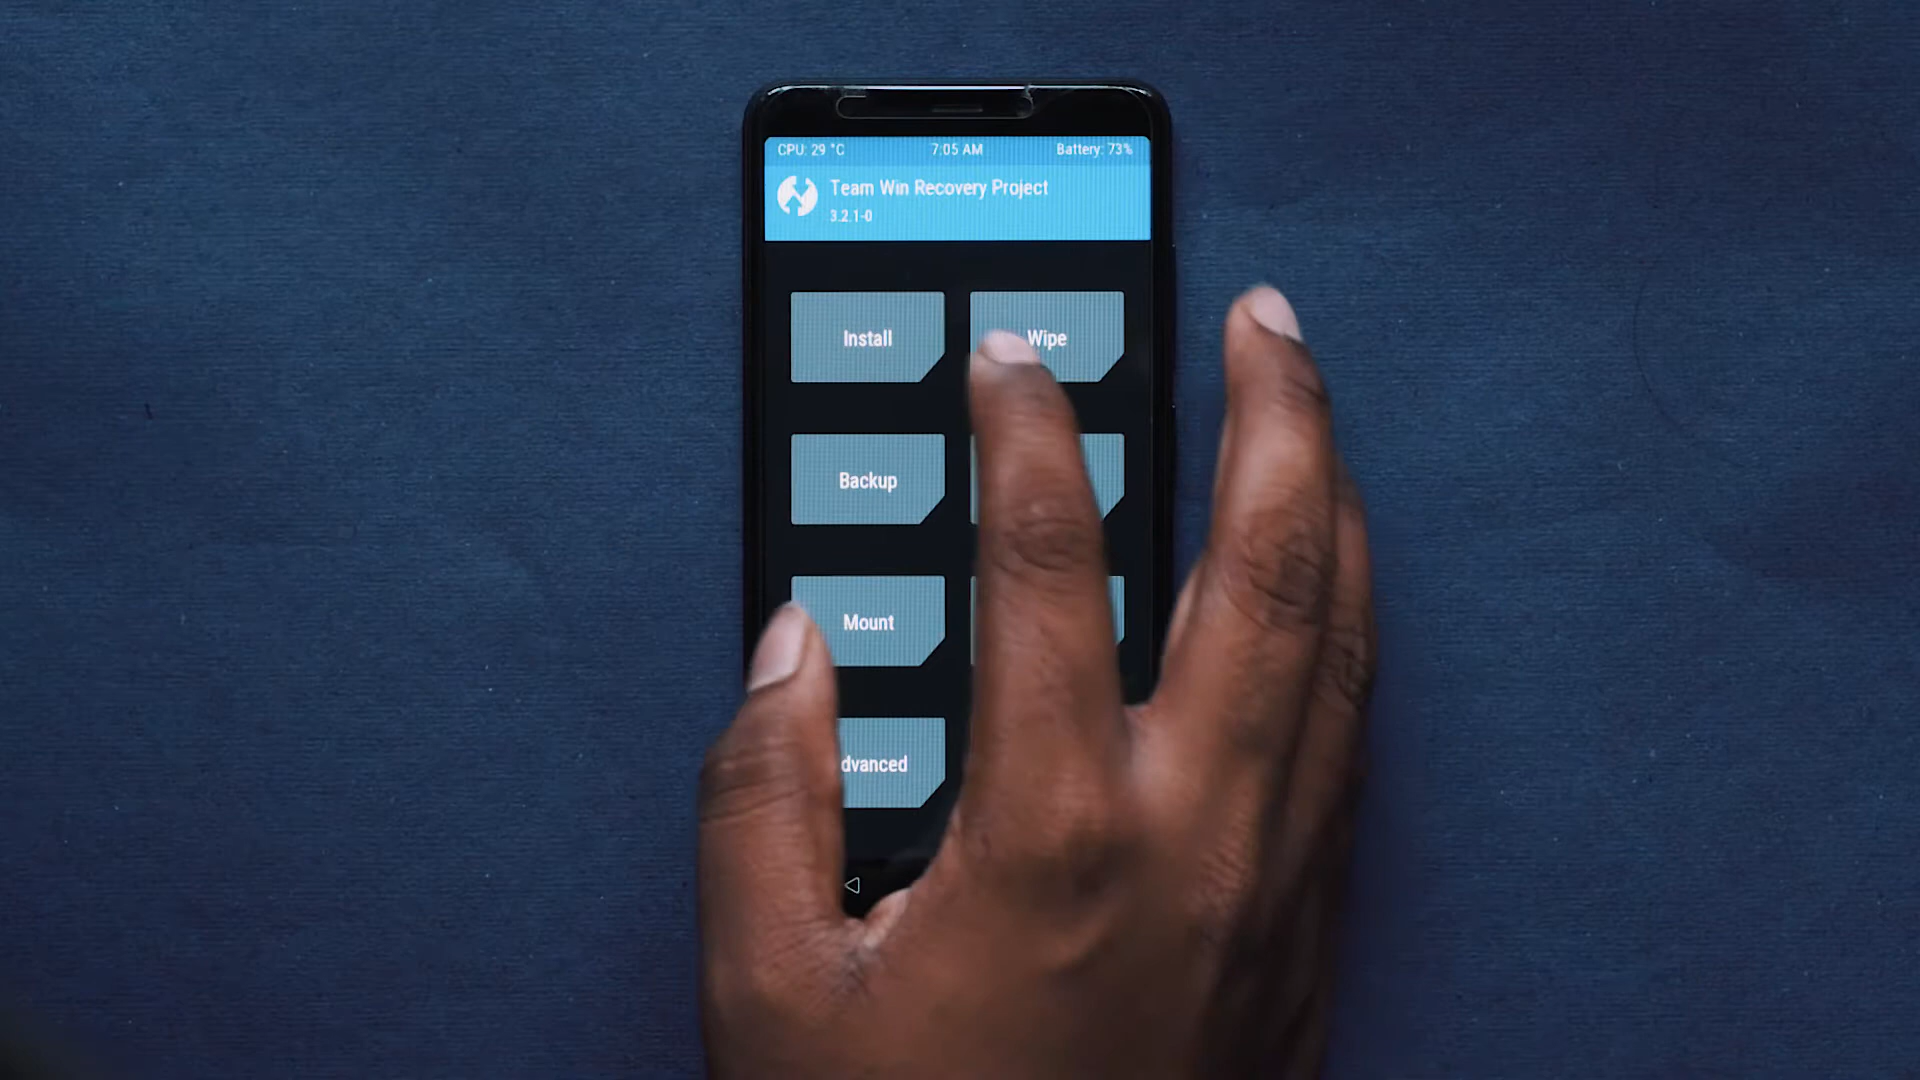 CPU: 29 °C 7:05 AM Battery: 73%
Team Win Recovery Project
3.2.1-0
Install Wipe
Backup
Mount
dvanced